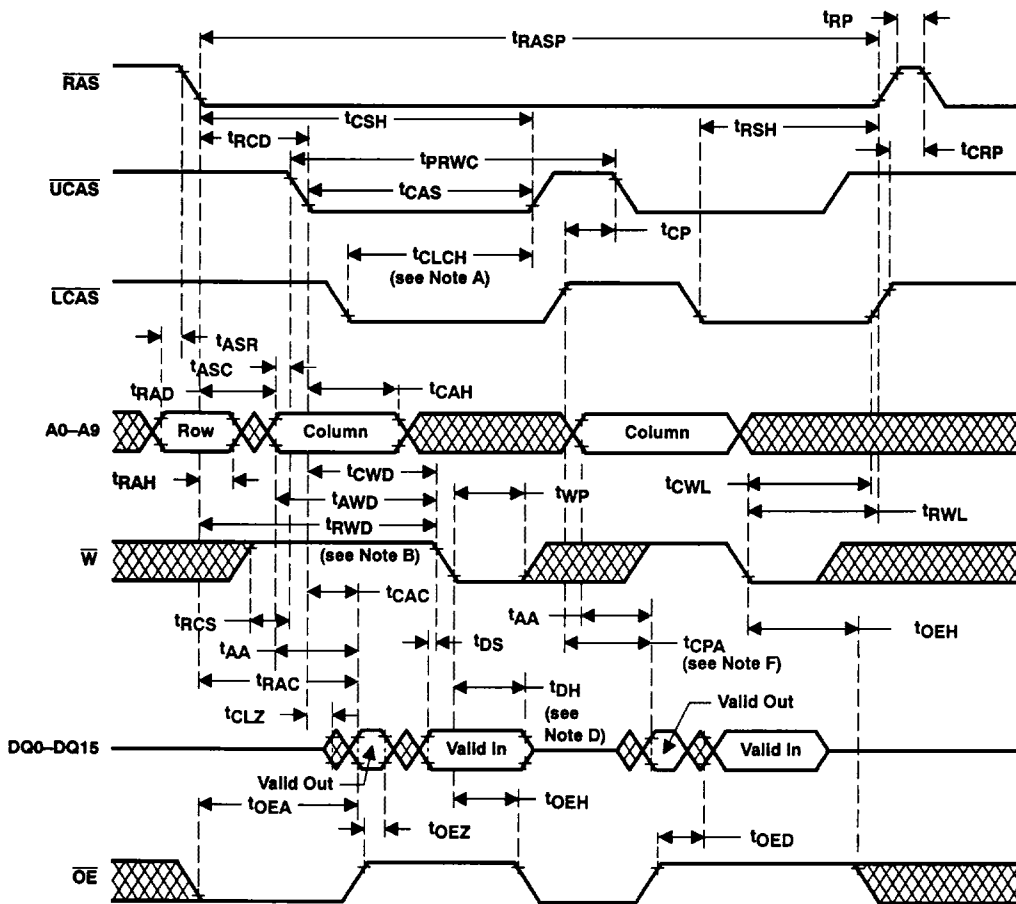 tRP
tRASP
RAS
tCSH
tRSH
tRCD
tCRP
tPRWC
UCAS
tCAS
tCP
tCLCH
(see Note A)
LCAS
tASR
tASC
tRAD
tCAH
A0–A9
Row
Column
Column
tCWD
tRAH
tWP
tCWL
tAWD
tRWL
tRWD
(see Note B)
W
tCAC
tRCS
tAA
tOEH
tDS
tCPA
(see Note F)
tAA
tRAC
tDH
(see
Note D)
Valid Out
tCLZ
DQ0–DQ15
Valid In
Valid In
Valid Out
tOEA
tOEH
tOEZ
tOED
OE